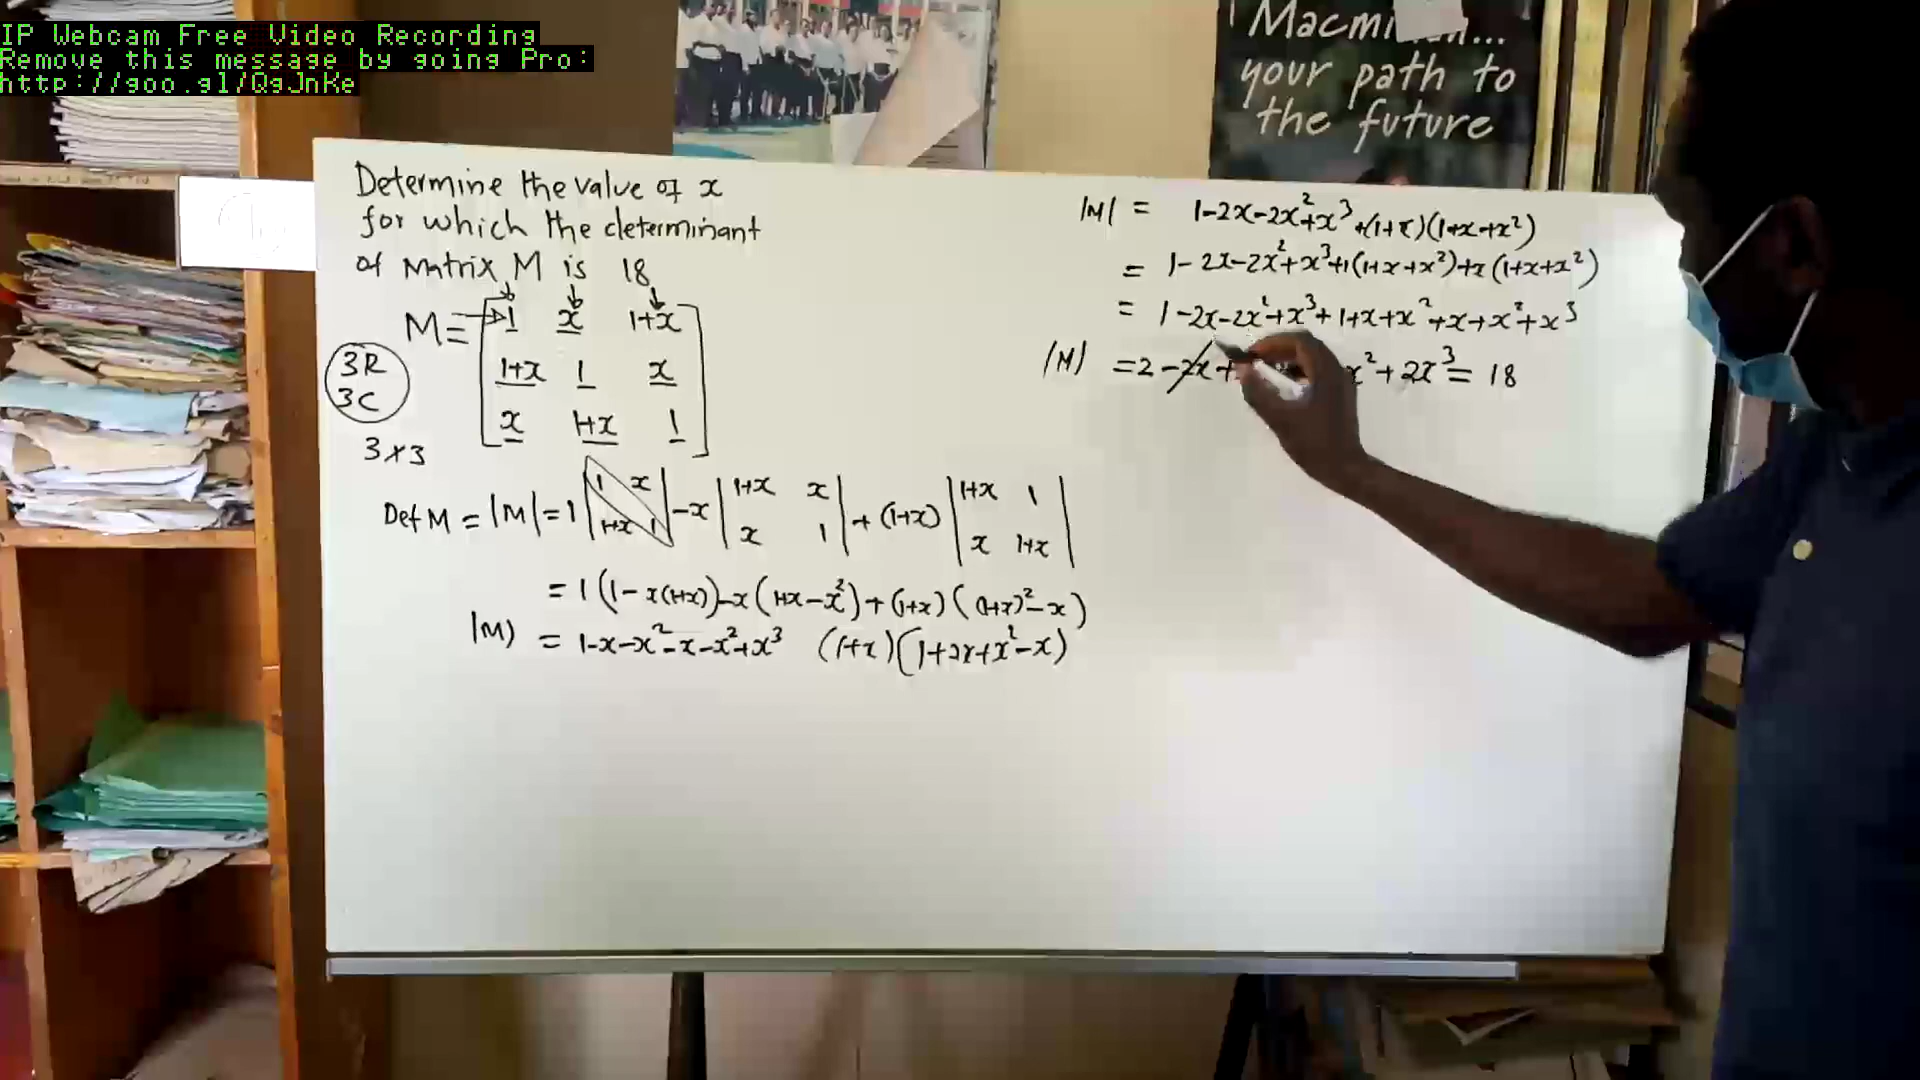 IP Webcam Free Video Recording
Remove this message by going Pro:
http://goo.gl/QgJnKe
Macmillan...
your path to
the future
Determine the value of x
for which the determinant
of Matrix M is 18
M = [ 1 x 1+x
1+x 1 x
x 1+x 1 ]
3R
3C
3×3
Det M = |M| = 1 | 1 x | - x | 1+x x | + (1+x) | 1+x 1 |
1+x 1 x 1 x 1+x
= 1(1 - x(1+x)) - x(1+x - x²) + (1+x)((1+x)² - x)
|M| = 1-x-x²-x-x²+x³ (1+x)(1+2x+x²-x)
|M| = 1-2x-2x²+x³+(1+x)(1+x+x²)
= 1-2x-2x²+x³+1(1+x+x²)+x(1+x+x²)
= 1-2x-2x²+x³+1+x+x²+x+x²+x³
|M| = 2-2x+ x²+2x³ = 18